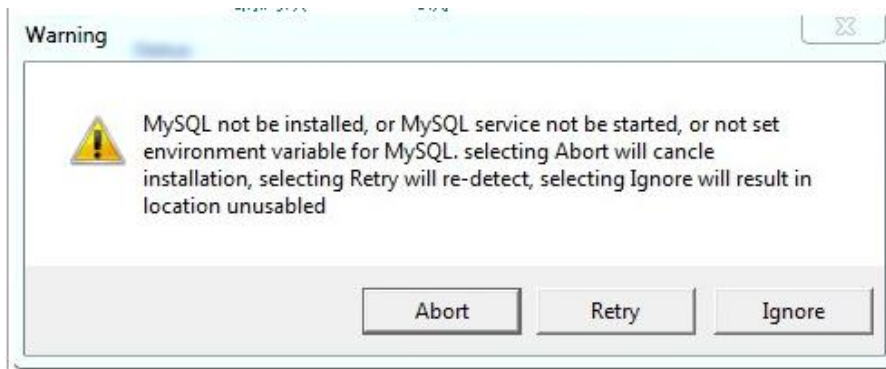 Warning
MySQL not be installed, or MySQL service not be started, or not set
environment variable for MySQL. selecting Abort will cancle
installation, selecting Retry will re-detect, selecting Ignore will result in
location unusabled
Abort
Retry
Ignore